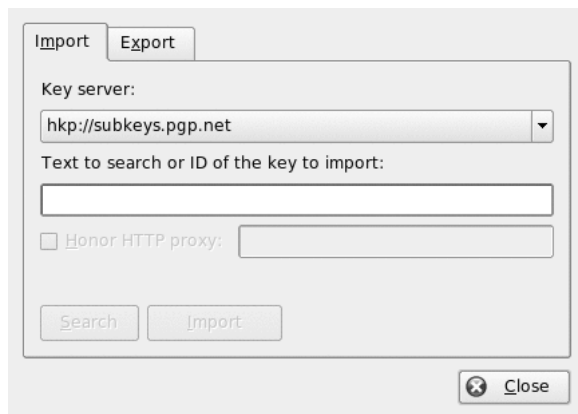 Import Export
Key server:
hkp://subkeys.pgp.net
Text to search or ID of the key to import:
Honor HTTP proxy:
Search Import
Close